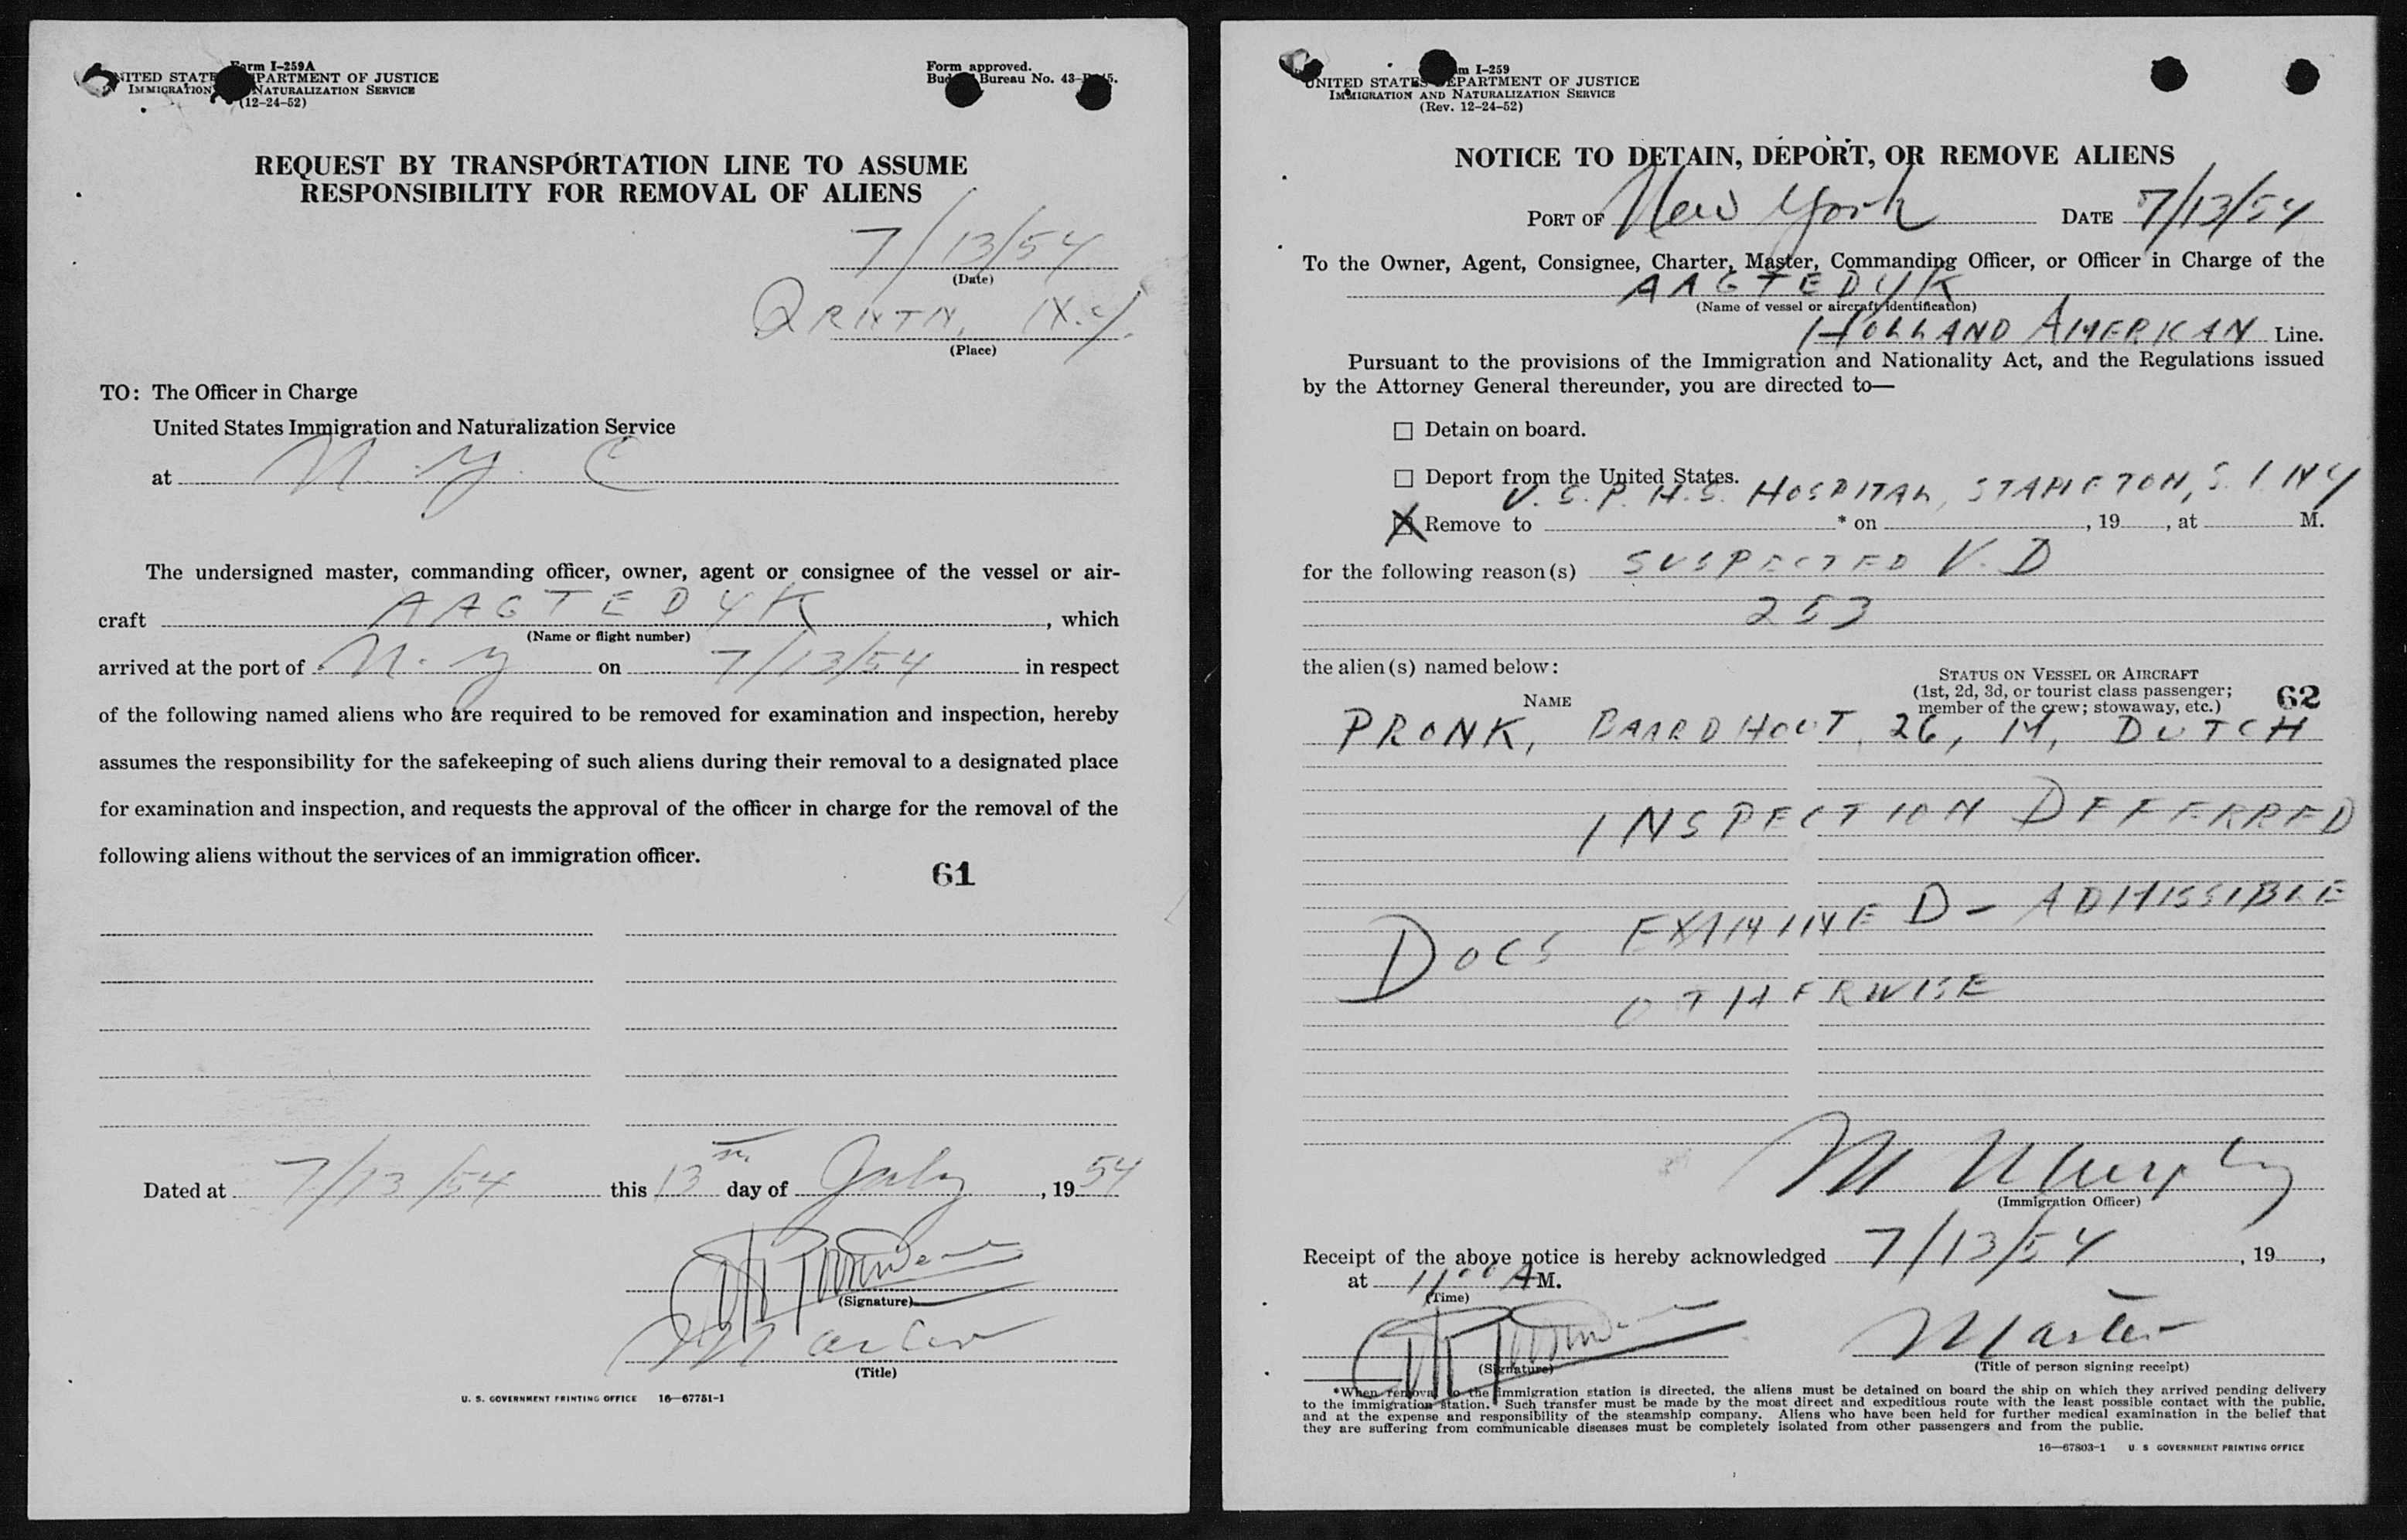 Form I-259A
UNITED STATES DEPARTMENT OF JUSTICE
IMMIGRATION NATURALIZATION SERVICE
(12-24-52)
Form approved.
Budget Bureau No. 43-
REQUEST BY TRANSPORTATION LINE TO ASSUME
RESPONSIBILITY FOR REMOVAL OF ALIENS
7/13/54
(Date)
QRNTN, N.Y.
(Place)
TO: The Officer in Charge
United States Immigration and Naturalization Service
at N. Y. C
The undersigned master, commanding officer, owner, agent or consignee of the vessel or air-
craft AAGTEDYK, which
(Name or flight number)
arrived at the port of N. Y on 7/13/54 in respect
of the following named aliens who are required to be removed for examination and inspection, hereby
assumes the responsibility for the safekeeping of such aliens during their removal to a designated place
for examination and inspection, and requests the approval of the officer in charge for the removal of the
following aliens without the services of an immigration officer.
61
Dated at 7/13/54 this 13th day of July, 1954
(Signature)
Master
(Title)
U. S. GOVERNMENT PRINTING OFFICE 16—67751-1
Form I-259
UNITED STATES DEPARTMENT OF JUSTICE
IMMIGRATION AND NATURALIZATION SERVICE
(Rev. 12-24-52)
NOTICE TO DETAIN, DEPORT, OR REMOVE ALIENS
PORT OF New York DATE 7/13/54
To the Owner, Agent, Consignee, Charter, Master, Commanding Officer, or Officer in Charge of the
AAGTEDYK
(Name of vessel or aircraft identification)
HOLLAND AMERICAN Line.
Pursuant to the provisions of the Immigration and Nationality Act, and the Regulations issued
by the Attorney General thereunder, you are directed to—
☐ Detain on board.
☐ Deport from the United States.
U.S.P.H.S. HOSPITAL, STAPLETON, S.I NY
X Remove to * on , 19 , at M.
for the following reason(s) SUSPECTED V.D
253
the alien(s) named below:
STATUS ON VESSEL OR AIRCRAFT
(1st, 2d, 3d, or tourist class passenger;
member of the crew; stowaway, etc.)
62
NAME
PRONK, BAARDHOUT, 26, M, DUTCH
INSPECTION DEFERRED
DOCS EXAMINED - ADMISSIBLE
OTHERWISE
M Murphy
(Immigration Officer)
Receipt of the above notice is hereby acknowledged 7/13/54, 19 ,
at 11:00 AM.
(Time)
Master
(Signature) (Title of person signing receipt)
*When removal to the immigration station is directed, the aliens must be detained on board the ship on which they arrived pending delivery
to the immigration station. Such transfer must be made by the most direct and expeditious route with the least possible contact with the public,
and at the expense and responsibility of the steamship company. Aliens who have been held for further medical examination in the belief that
they are suffering from communicable diseases must be completely isolated from other passengers and from the public.
16—67803-1 U. S GOVERNMENT PRINTING OFFICE